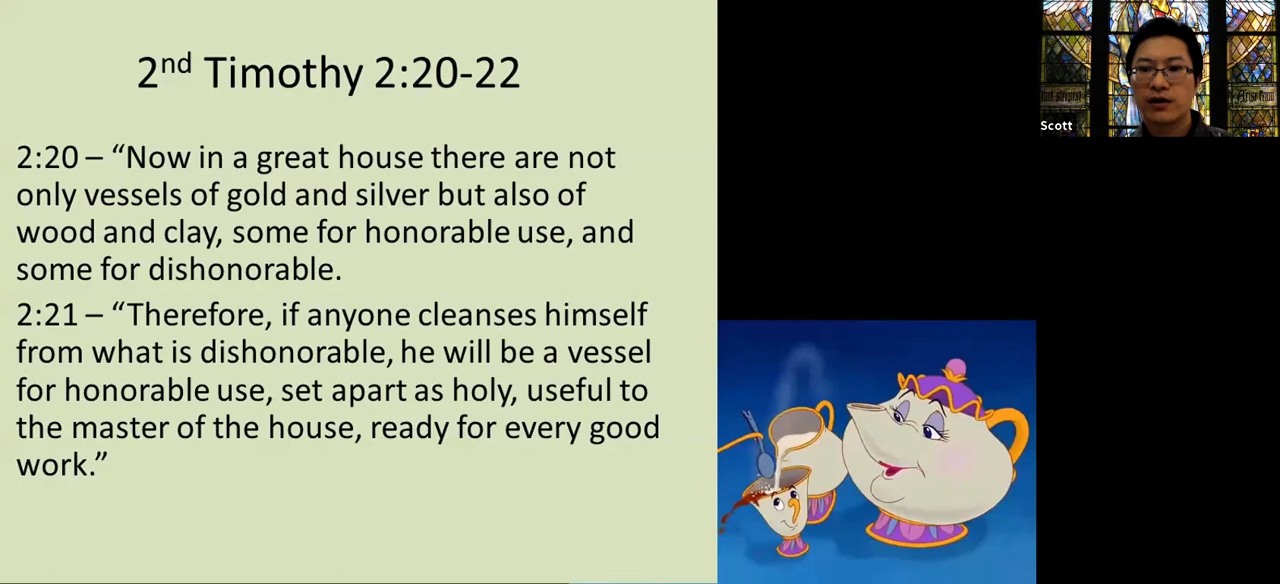 2nd Timothy 2:20-22
2:20 – “Now in a great house there are not
only vessels of gold and silver but also of
wood and clay, some for honorable use, and
some for dishonorable.
2:21 – “Therefore, if anyone cleanses himself
from what is dishonorable, he will be a vessel
for honorable use, set apart as holy, useful to
the master of the house, ready for every good
work.”
Scott